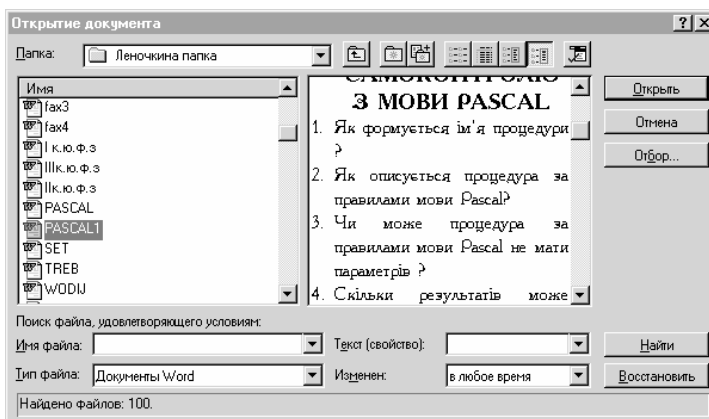 Открытие документа
Папка: Леночкина папка
Имя
fax3
fax4
I к.ю.ф.з
IIIк.ю.ф.з
IIк.ю.ф.з
PASCAL
PASCAL1
SET
TREB
WODIJ
САМОКОНТРОЛЮ
З МОВИ PASCAL
1. Як формується ім'я процедури
?
2. Як описується процедура за
правилами мови Pascal?
3. Чи може процедура за
правилами мови Pascal не мати
параметрів ?
4. Скільки результатів може
Открыть
Отмена
Отбор...
Поиск файла, удовлетворяющего условиям:
Имя файла: Текст (свойство): Найти
Тип файла: Документы Word Изменен: в любое время Восстановить
Найдено файлов: 100.